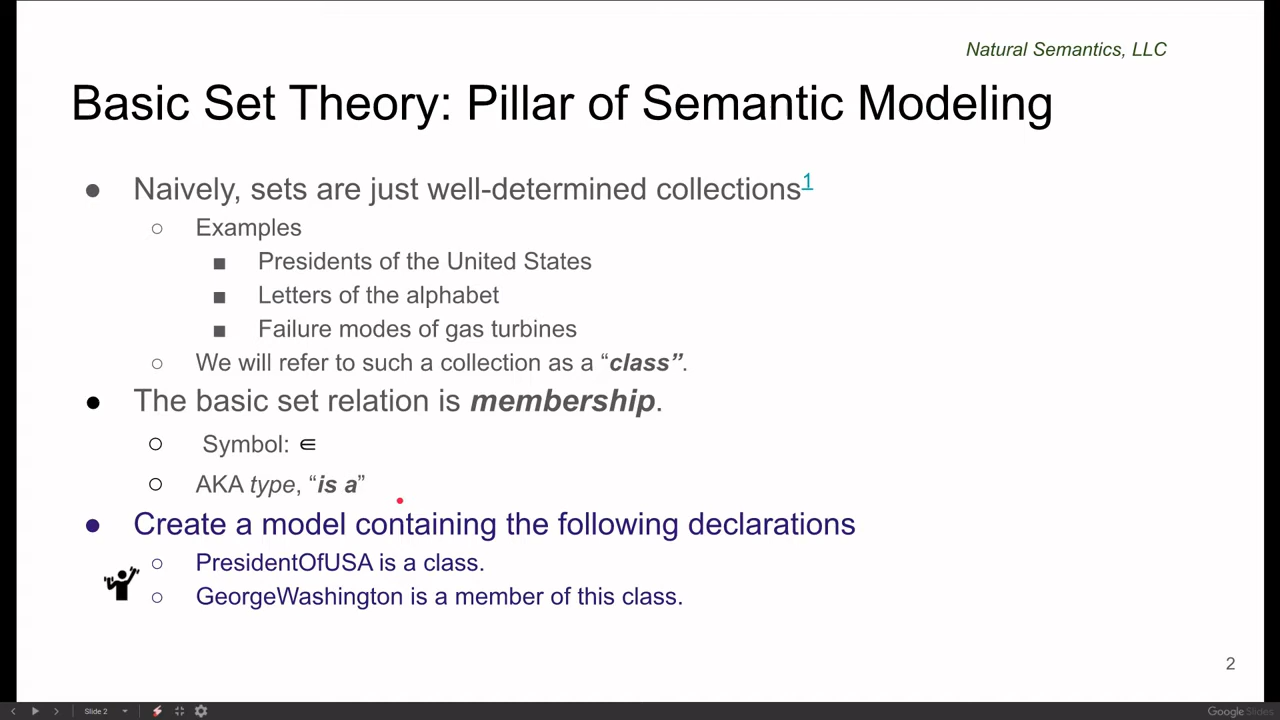 Natural Semantics, LLC
Basic Set Theory: Pillar of Semantic Modeling
● Naively, sets are just well-determined collections1
○ Examples
■ Presidents of the United States
■ Letters of the alphabet
■ Failure modes of gas turbines
○ We will refer to such a collection as a “class”.
● The basic set relation is membership.
○ Symbol: ∈
○ AKA type, “is a”
● Create a model containing the following declarations
○ PresidentOfUSA is a class.
○ GeorgeWashington is a member of this class.
2
Slide 2
Google Slides